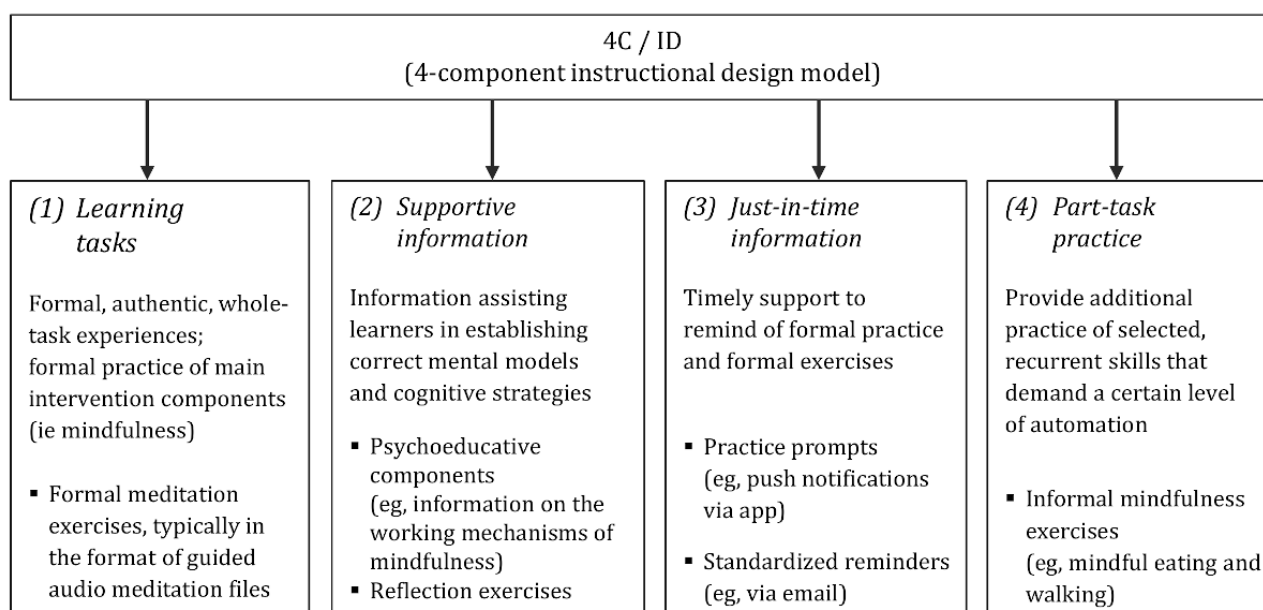 4C / ID
(4-component instructional design model)
(1) Learning
tasks
Formal, authentic, whole-
task experiences;
formal practice of main
intervention components
(ie mindfulness)
▪ Formal meditation
exercises, typically in
the format of guided
audio meditation files
(2) Supportive
information
Information assisting
learners in establishing
correct mental models
and cognitive strategies
▪ Psychoeducative
components
(eg, information on the
working mechanisms of
mindfulness)
▪ Reflection exercises
(3) Just-in-time
information
Timely support to
remind of formal practice
and formal exercises
▪ Practice prompts
(eg, push notifications
via app)
▪ Standardized reminders
(eg, via email)
(4) Part-task
practice
Provide additional
practice of selected,
recurrent skills that
demand a certain level
of automation
▪ Informal mindfulness
exercises
(eg, mindful eating and
walking)